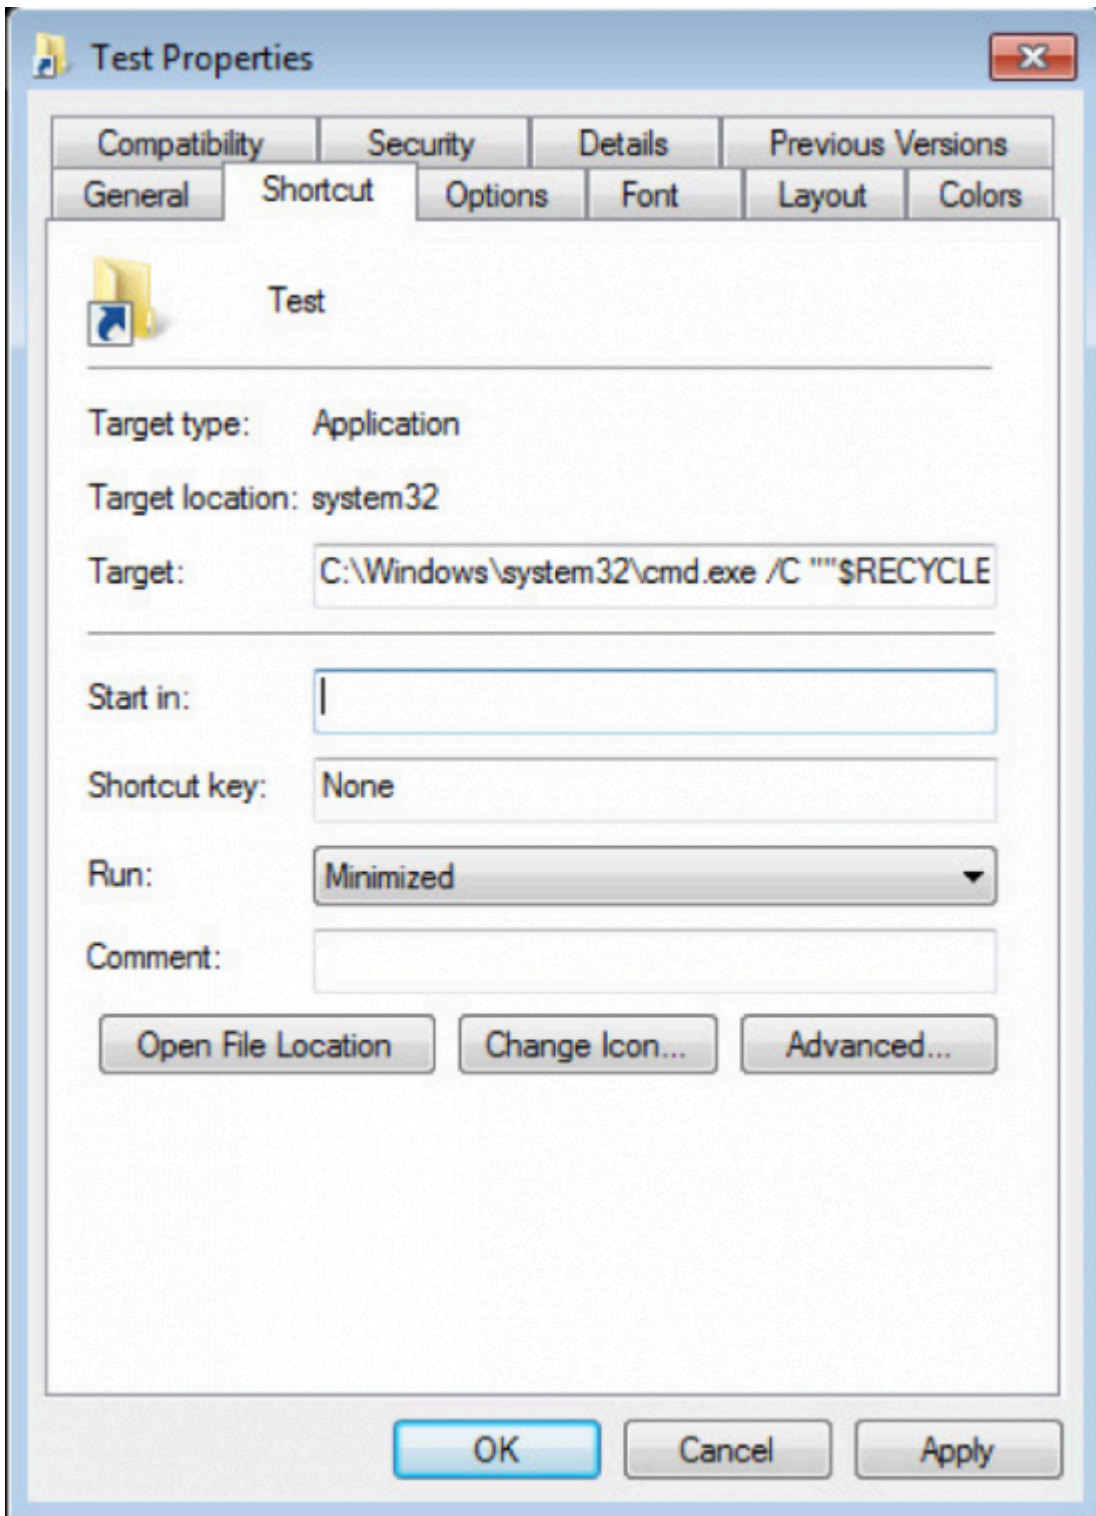 Test Properties
Compatibility Security Details Previous Versions
General Shortcut Options Font Layout Colors
Test
Target type: Application
Target location: system32
Target: C:\Windows\system32\cmd.exe /C ""$RECYCLE
Start in:
Shortcut key: None
Run: Minimized
Comment:
Open File Location Change Icon... Advanced...
OK Cancel Apply